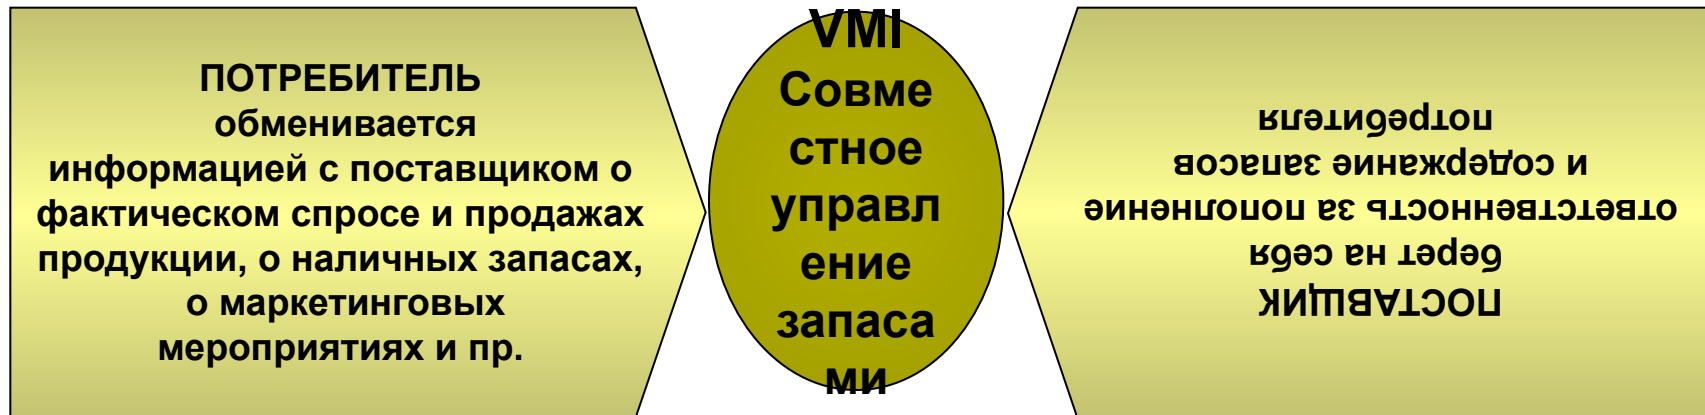 ПОТРЕБИТЕЛЬ
обменивается
информацией с поставщиком о
фактическом спросе и продажах
продукции, о наличных запасах,
о маркетинговых
мероприятиях и пр.
VMI
Совме
стное
управл
ение
запаса
ми
ПОСТАВЩИК
берет на себя
ответственность за пополнение
и содержание запасов
потребителя